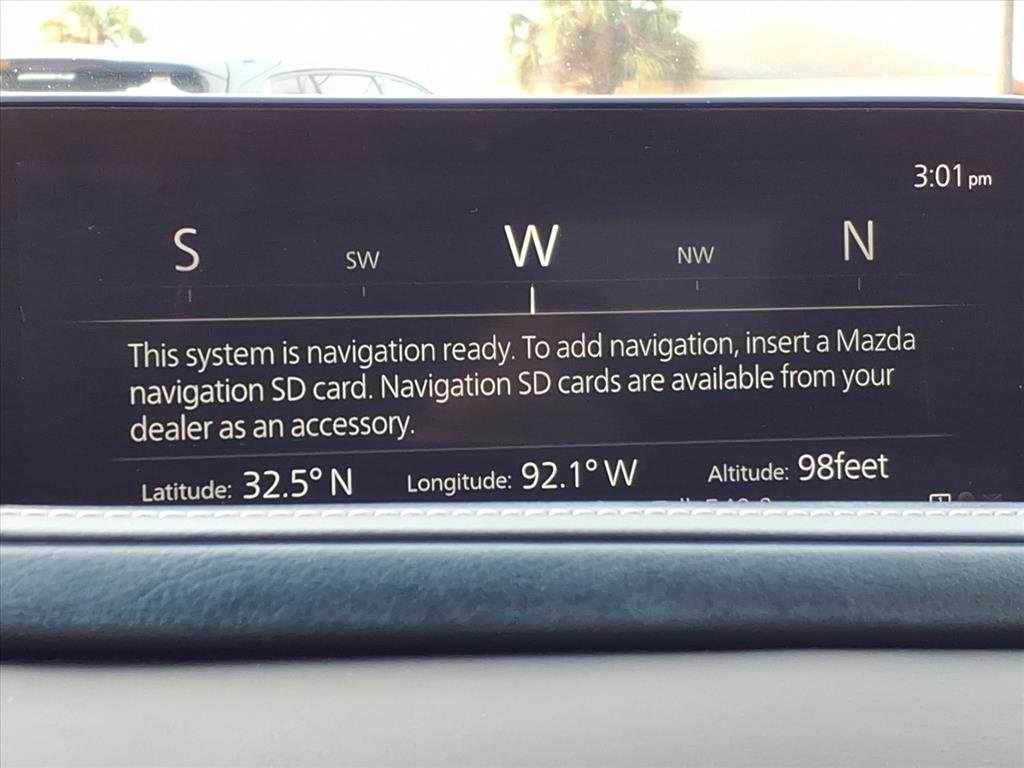 3:01 pm
S SW W NW N
This system is navigation ready. To add navigation, insert a Mazda
navigation SD card. Navigation SD cards are available from your
dealer as an accessory.
Latitude: 32.5° N Longitude: 92.1° W Altitude: 98feet